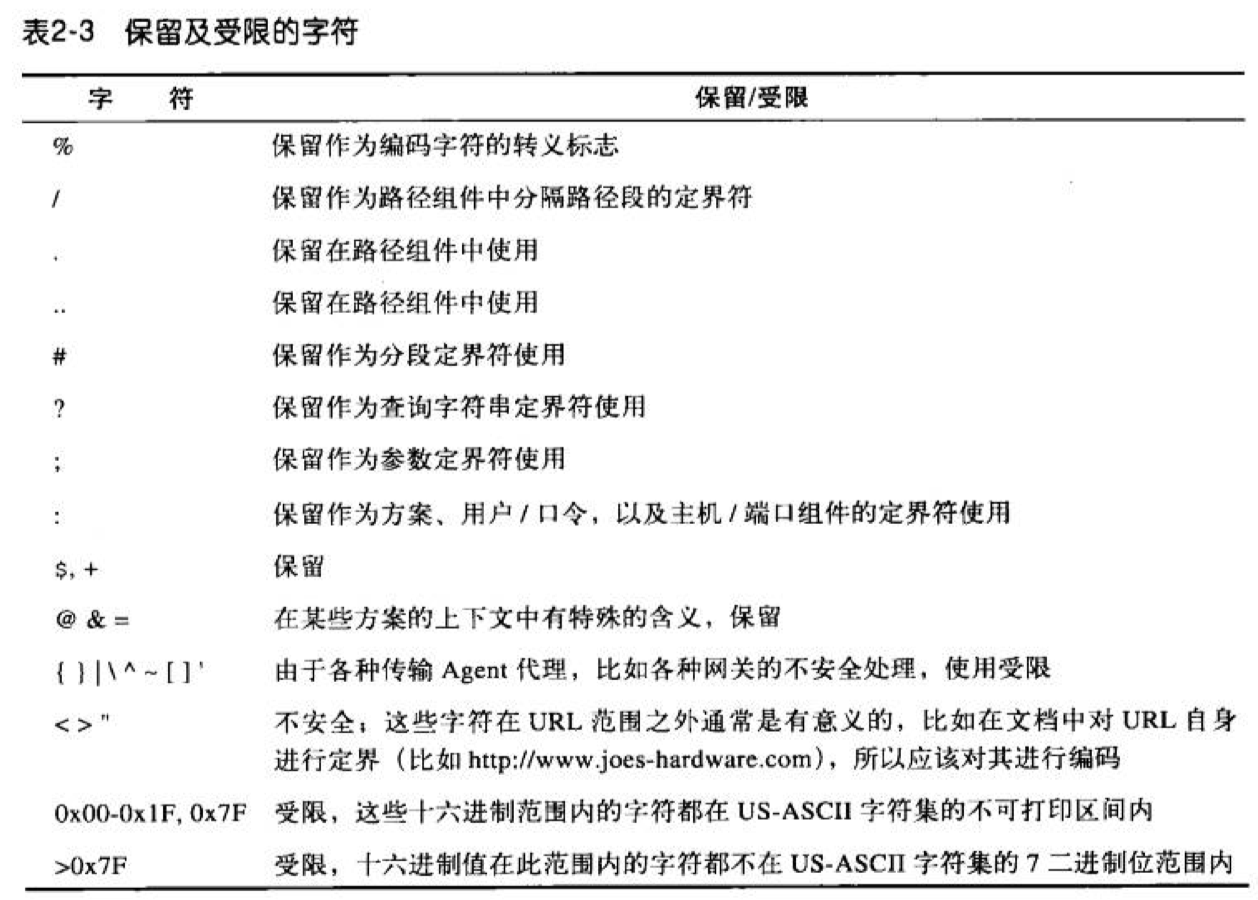 表2-3 保留及受限的字符
字 符 保留/受限
% 保留作为编码字符的转义标志
/ 保留作为路径组件中分隔路径段的定界符
. 保留在路径组件中使用
.. 保留在路径组件中使用
# 保留作为分段定界符使用
? 保留作为查询字符串定界符使用
; 保留作为参数定界符使用
: 保留作为方案、用户/口令，以及主机/端口组件的定界符使用
$, + 保留
@ & = 在某些方案的上下文中有特殊的含义，保留
{ } | \ ^ ~ [ ] ' 由于各种传输 Agent 代理，比如各种网关的不安全处理，使用受限
< > " 不安全；这些字符在 URL 范围之外通常是有意义的，比如在文档中对 URL 自身
进行定界（比如 http://www.joes-hardware.com），所以应该对其进行编码
0x00-0x1F, 0x7F 受限，这些十六进制范围内的字符都在 US-ASCII 字符集的不可打印区间内
>0x7F 受限，十六进制值在此范围内的字符都不在 US-ASCII 字符集的 7 二进制位范围内